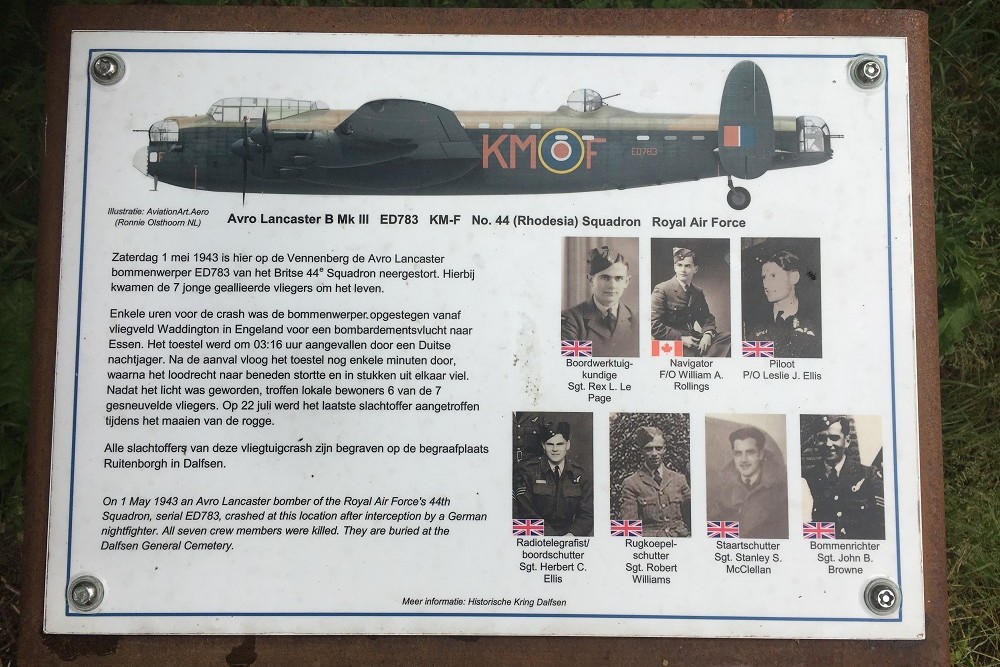 KM F ED783
Illustratie: AviationArt.Aero
(Ronnie Olsthoorn NL)
Avro Lancaster B Mk III ED783 KM-F No. 44 (Rhodesia) Squadron Royal Air Force
Zaterdag 1 mei 1943 is hier op de Vennenberg de Avro Lancaster
bommenwerper ED783 van het Britse 44e Squadron neergestort. Hierbij
kwamen de 7 jonge geallieerde vliegers om het leven.
Enkele uren voor de crash was de bommenwerper opgestegen vanaf
vliegveld Waddington in Engeland voor een bombardementsvlucht naar
Essen. Het toestel werd om 03:16 uur aangevallen door een Duitse
nachtjager. Na de aanval vloog het toestel nog enkele minuten door,
waarna het loodrecht naar beneden stortte en in stukken uit elkaar viel.
Nadat het licht was geworden, troffen lokale bewoners 6 van de 7
gesneuvelde vliegers. Op 22 juli werd het laatste slachtoffer aangetroffen
tijdens het maaien van de rogge.
Alle slachtoffers van deze vliegtuigcrash zijn begraven op de begraafplaats
Ruitenborgh in Dalfsen.
On 1 May 1943 an Avro Lancaster bomber of the Royal Air Force's 44th
Squadron, serial ED783, crashed at this location after interception by a German
nightfighter. All seven crew members were killed. They are buried at the
Dalfsen General Cemetery.
Boordwerktuig-
kundige
Sgt. Rex L. Le
Page
Navigator
F/O William A.
Rollings
Piloot
P/O Leslie J. Ellis
Radiotelegrafist/
boordschutter
Sgt. Herbert C.
Ellis
Rugkoepel-
schutter
Sgt. Robert
Williams
Staartschutter
Sgt. Stanley S.
McClellan
Bommenrichter
Sgt. John B.
Browne
Meer informatie: Historische Kring Dalfsen